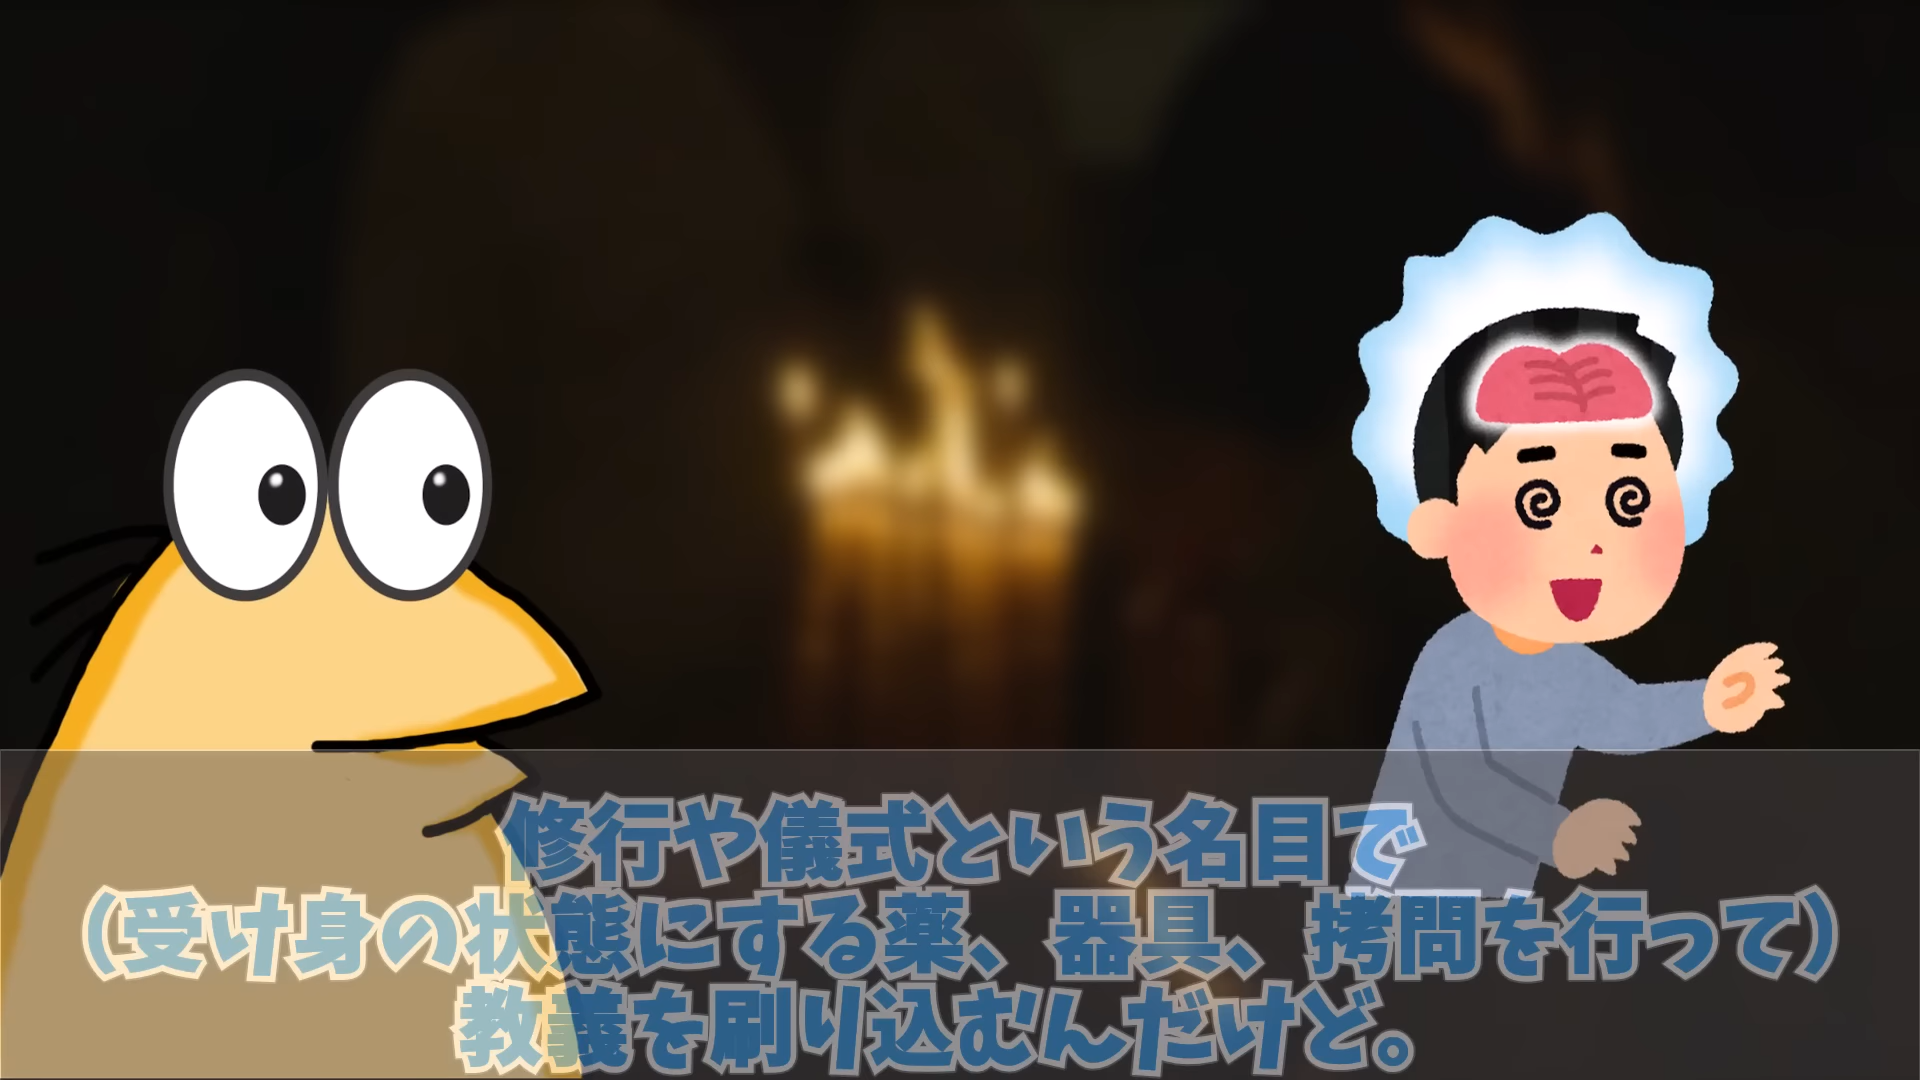 修行や儀式という名目で
（受け身の状態にする薬、器具、拷問を行って）
教義を刷り込むんだけど。